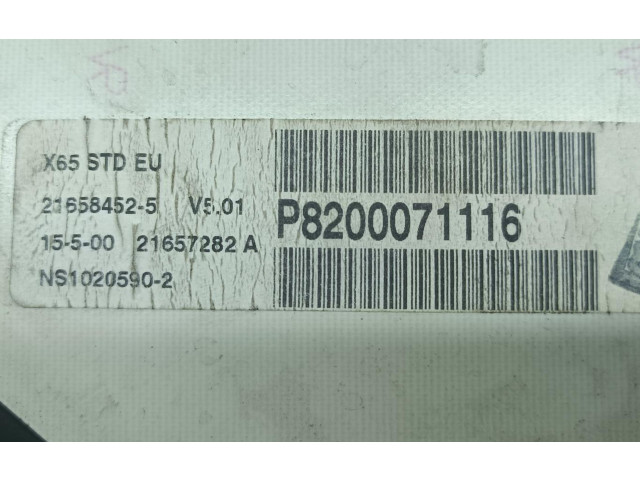 X65 STD EU
21658452-5 V5.01
15-5-00 21657282 A
NS1020590-2
P8200071116